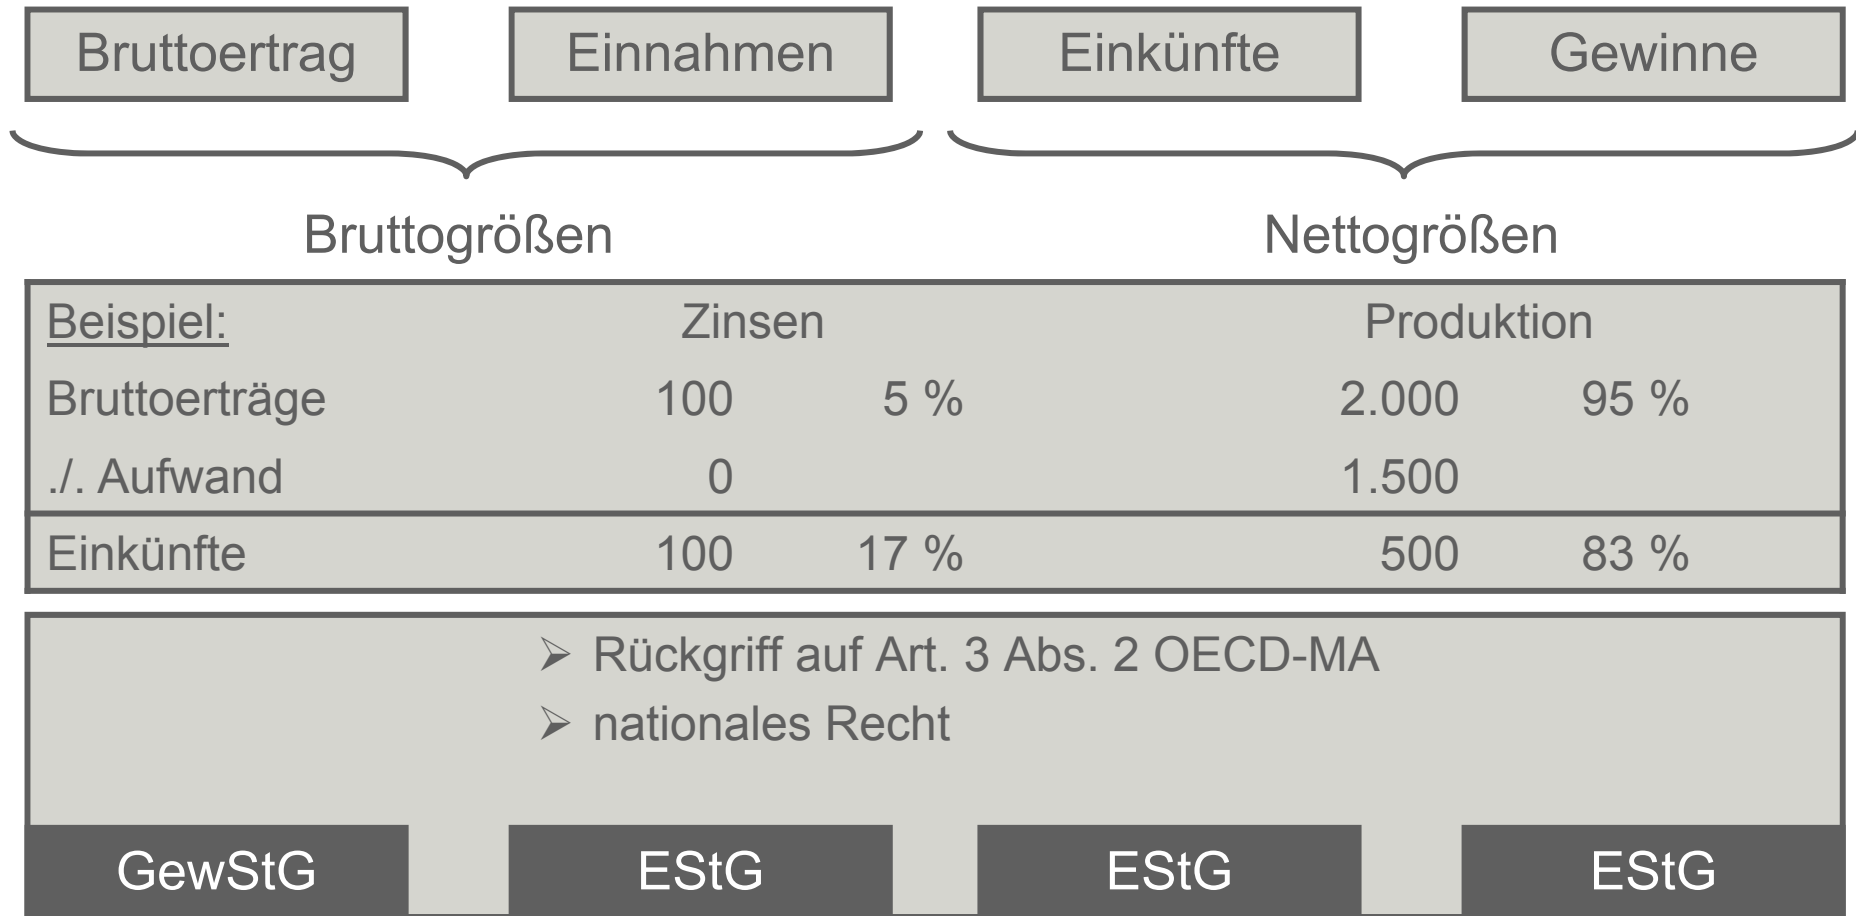 Bruttoertrag Einnahmen Einkünfte Gewinne
Bruttogrößen Nettogrößen
Beispiel: Zinsen Produktion
Bruttoerträge 100 5 % 2.000 95 %
./. Aufwand 0 1.500
Einkünfte 100 17 % 500 83 %
➢ Rückgriff auf Art. 3 Abs. 2 OECD-MA
➢ nationales Recht
GewStG EStG EStG EStG